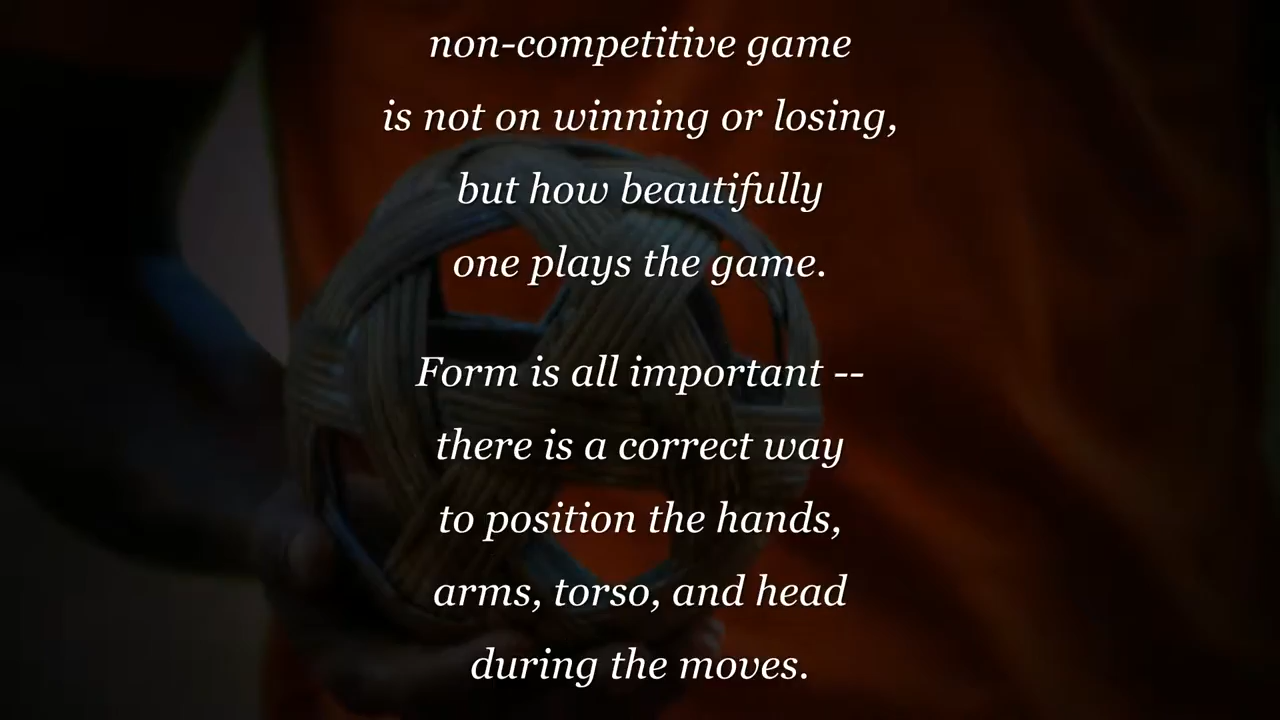 non-competitive game
is not on winning or losing,
but how beautifully
one plays the game.
Form is all important --
there is a correct way
to position the hands,
arms, torso, and head
during the moves.